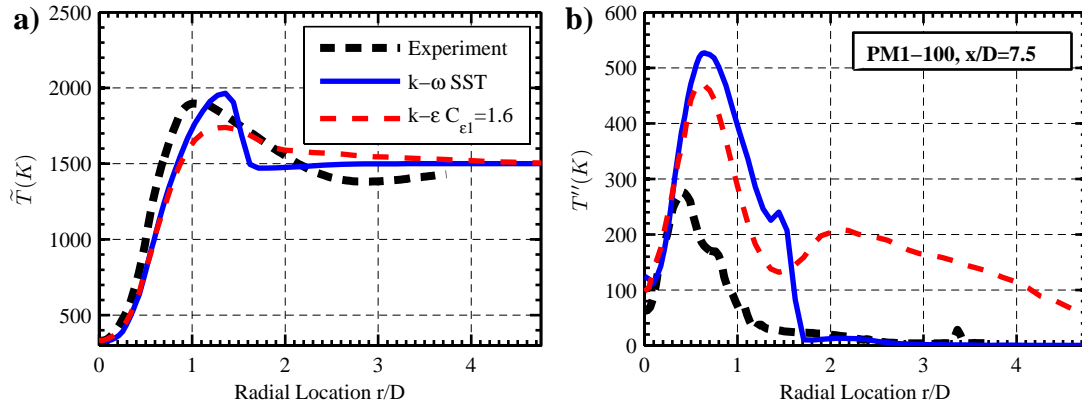 a)
2500
2000
1500
1000
500
T̃(K)
0 1 2 3 4
Radial Location r/D
Experiment
k−ω SST
k−ε C_ε1=1.6
b)
600
500
400
300
200
100
0
T′′(K)
0 1 2 3 4
Radial Location r/D
PM1−100, x/D=7.5